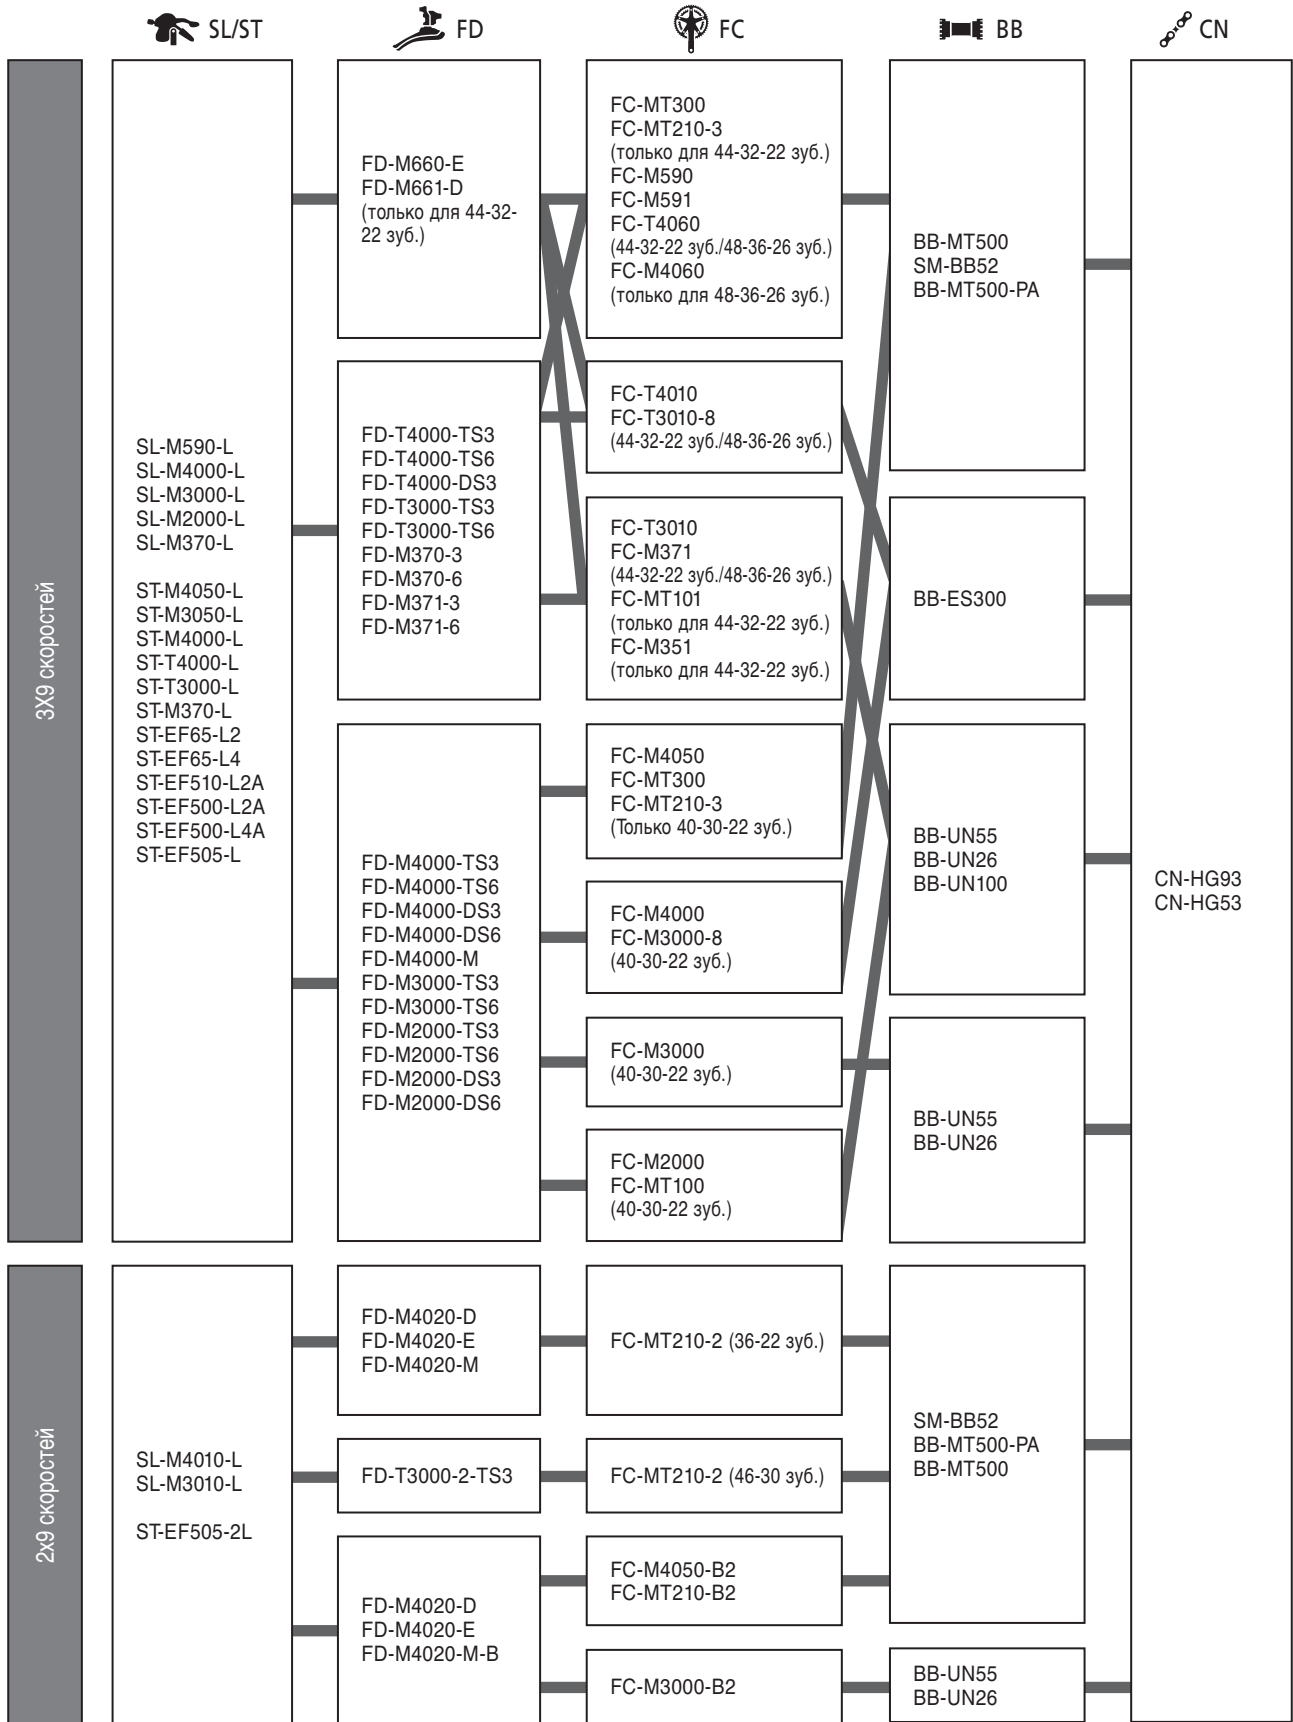 SL/ST
FD
FC
BB
CN
3X9 скоростей
SL-M590-L
SL-M4000-L
SL-M3000-L
SL-M2000-L
SL-M370-L
ST-M4050-L
ST-M3050-L
ST-M4000-L
ST-T4000-L
ST-T3000-L
ST-M370-L
ST-EF65-L2
ST-EF65-L4
ST-EF510-L2A
ST-EF500-L2A
ST-EF500-L4A
ST-EF505-L
FD-M660-E
FD-M661-D
(только для 44-32-
22 зуб.)
FD-T4000-TS3
FD-T4000-TS6
FD-T4000-DS3
FD-T3000-TS3
FD-T3000-TS6
FD-M370-3
FD-M370-6
FD-M371-3
FD-M371-6
FD-M4000-TS3
FD-M4000-TS6
FD-M4000-DS3
FD-M4000-DS6
FD-M4000-M
FD-M3000-TS3
FD-M3000-TS6
FD-M2000-TS3
FD-M2000-TS6
FD-M2000-DS3
FD-M2000-DS6
FC-MT300
FC-MT210-3
(только для 44-32-22 зуб.)
FC-M590
FC-M591
FC-T4060
(44-32-22 зуб./48-36-26 зуб.)
FC-M4060
(только для 48-36-26 зуб.)
FC-T4010
FC-T3010-8
(44-32-22 зуб./48-36-26 зуб.)
FC-T3010
FC-M371
(44-32-22 зуб./48-36-26 зуб.)
FC-MT101
(только для 44-32-22 зуб.)
FC-M351
(только для 44-32-22 зуб.)
FC-M4050
FC-MT300
FC-MT210-3
(Только 40-30-22 зуб.)
FC-M4000
FC-M3000-8
(40-30-22 зуб.)
FC-M3000
(40-30-22 зуб.)
FC-M2000
FC-MT100
(40-30-22 зуб.)
BB-MT500
SM-BB52
BB-MT500-PA
BB-ES300
BB-UN55
BB-UN26
BB-UN100
BB-UN55
BB-UN26
CN-HG93
CN-HG53
2x9 скоростей
SL-M4010-L
SL-M3010-L
ST-EF505-2L
FD-M4020-D
FD-M4020-E
FD-M4020-M
FD-T3000-2-TS3
FD-M4020-D
FD-M4020-E
FD-M4020-M-B
FC-MT210-2 (36-22 зуб.)
FC-MT210-2 (46-30 зуб.)
FC-M4050-B2
FC-MT210-B2
FC-M3000-B2
SM-BB52
BB-MT500-PA
BB-MT500
BB-UN55
BB-UN26